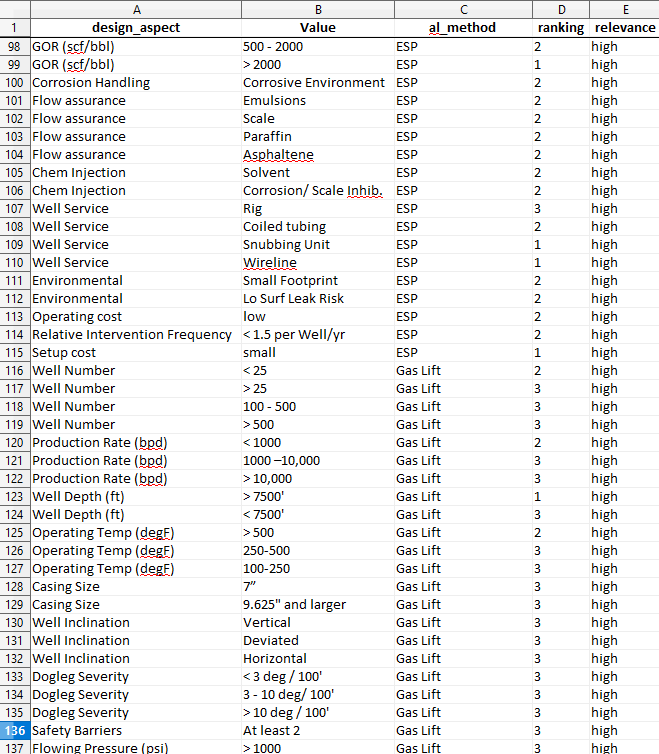 A B C D E
1 design_aspect Value al_method ranking relevance
98 GOR (scf/bbl) 500 - 2000 ESP 2 high
99 GOR (scf/bbl) > 2000 ESP 1 high
100 Corrosion Handling Corrosive Environment ESP 2 high
101 Flow assurance Emulsions ESP 2 high
102 Flow assurance Scale ESP 2 high
103 Flow assurance Paraffin ESP 2 high
104 Flow assurance Asphaltene ESP 2 high
105 Chem Injection Solvent ESP 2 high
106 Chem Injection Corrosion/ Scale Inhib. ESP 2 high
107 Well Service Rig ESP 3 high
108 Well Service Coiled tubing ESP 2 high
109 Well Service Snubbing Unit ESP 1 high
110 Well Service Wireline ESP 1 high
111 Environmental Small Footprint ESP 2 high
112 Environmental Lo Surf Leak Risk ESP 2 high
113 Operating cost low ESP 2 high
114 Relative Intervention Frequency < 1.5 per Well/yr ESP 2 high
115 Setup cost small ESP 1 high
116 Well Number < 25 Gas Lift 2 high
117 Well Number > 25 Gas Lift 3 high
118 Well Number 100 - 500 Gas Lift 3 high
119 Well Number > 500 Gas Lift 3 high
120 Production Rate (bpd) < 1000 Gas Lift 2 high
121 Production Rate (bpd) 1000 –10,000 Gas Lift 3 high
122 Production Rate (bpd) > 10,000 Gas Lift 3 high
123 Well Depth (ft) > 7500' Gas Lift 1 high
124 Well Depth (ft) < 7500' Gas Lift 3 high
125 Operating Temp (degF) > 500 Gas Lift 2 high
126 Operating Temp (degF) 250-500 Gas Lift 3 high
127 Operating Temp (degF) 100-250 Gas Lift 3 high
128 Casing Size 7” Gas Lift 3 high
129 Casing Size 9.625" and larger Gas Lift 3 high
130 Well Inclination Vertical Gas Lift 3 high
131 Well Inclination Deviated Gas Lift 3 high
132 Well Inclination Horizontal Gas Lift 3 high
133 Dogleg Severity < 3 deg / 100' Gas Lift 3 high
134 Dogleg Severity 3 - 10 deg/ 100' Gas Lift 3 high
135 Dogleg Severity > 10 deg / 100' Gas Lift 3 high
136 Safety Barriers At least 2 Gas Lift 3 high
137 Flowing Pressure (psi) > 1000 Gas Lift 3 high